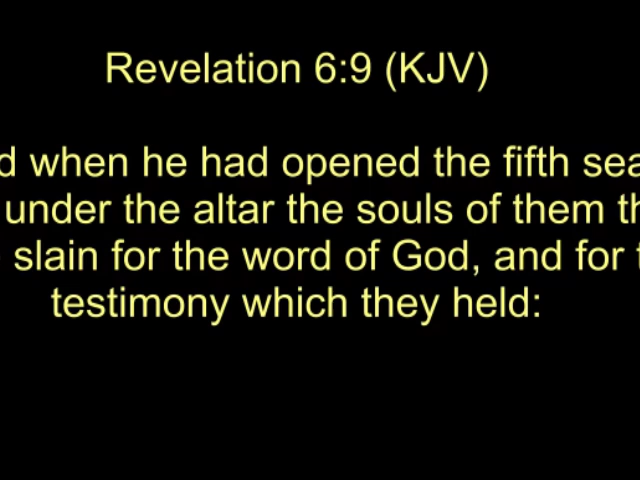 Revelation 6:9 (KJV)
d when he had opened the fifth sea
under the altar the souls of them th
slain for the word of God, and for t
testimony which they held: